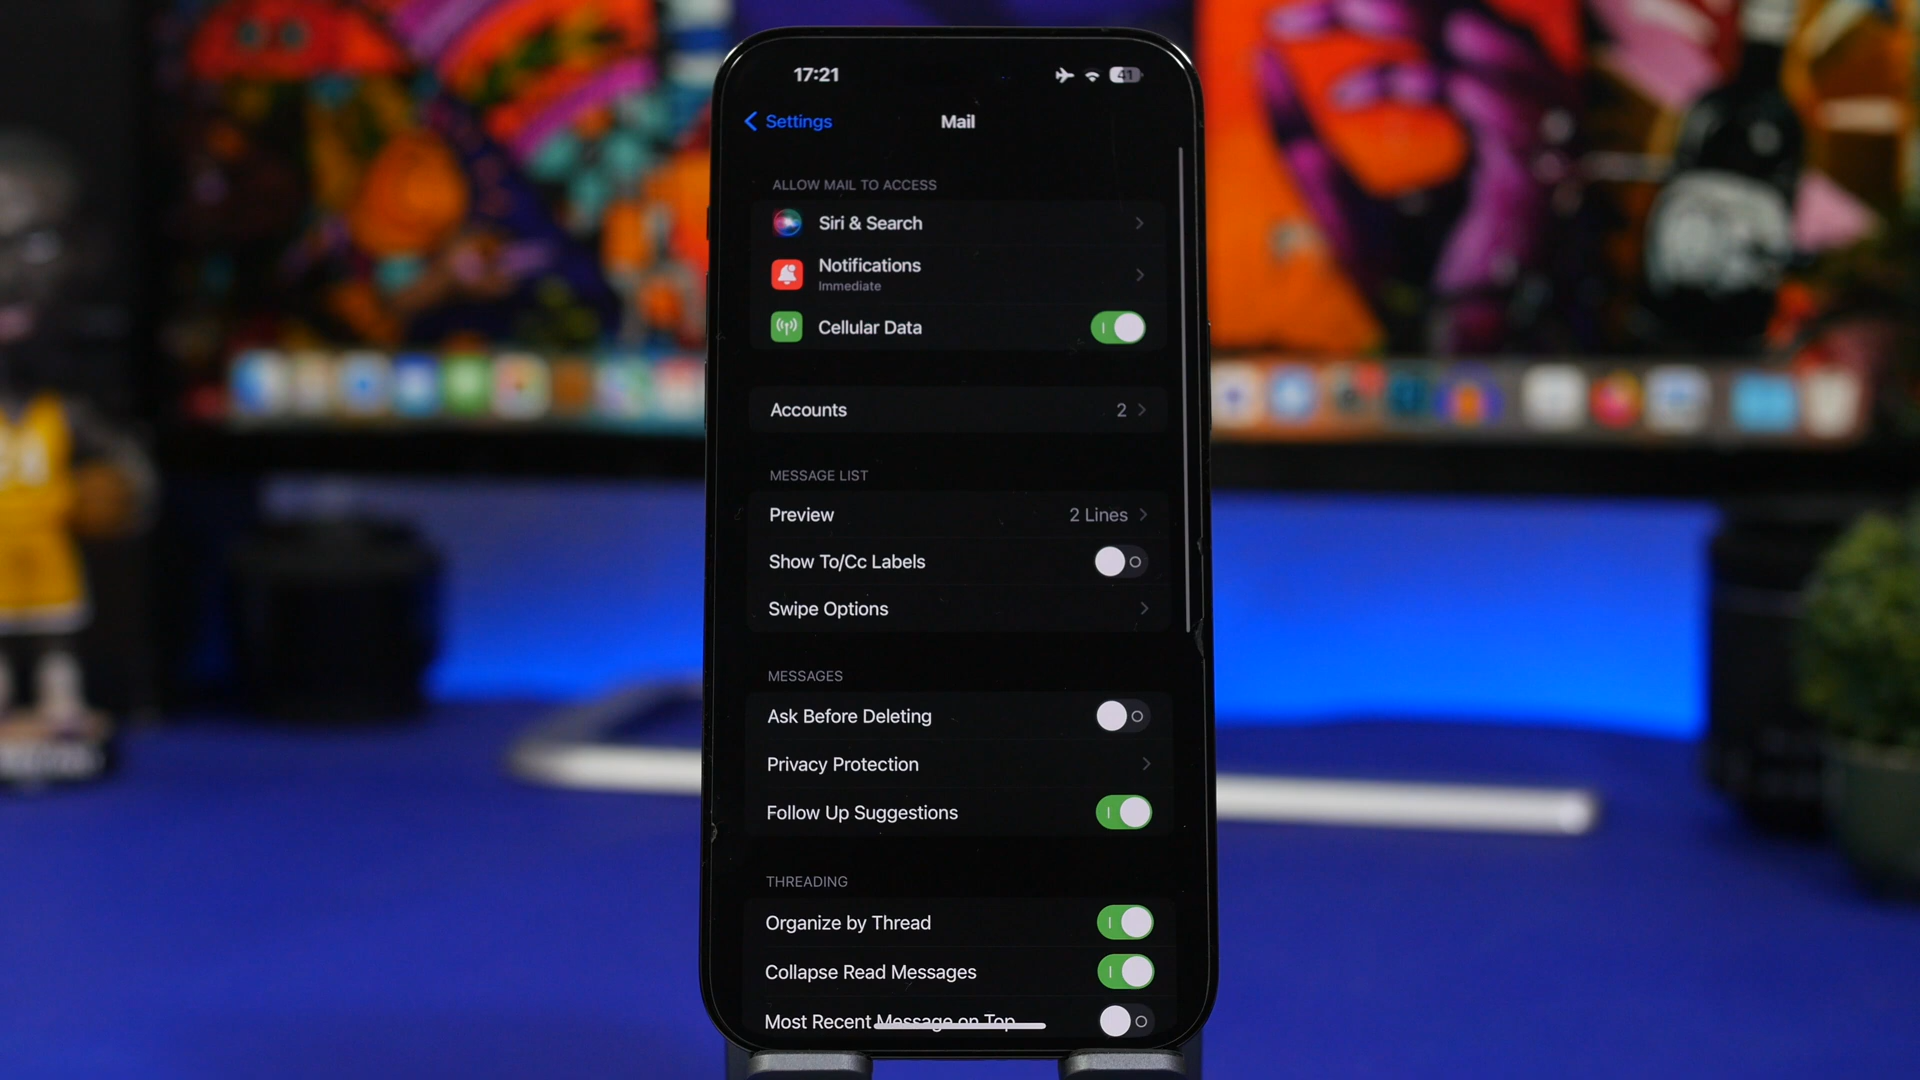 17:21
41
Settings
Mail
ALLOW MAIL TO ACCESS
Siri & Search
Notifications
Immediate
Cellular Data
Accounts
2
MESSAGE LIST
Preview
2 Lines
Show To/Cc Labels
Swipe Options
MESSAGES
Ask Before Deleting
Privacy Protection
Follow Up Suggestions
THREADING
Organize by Thread
Collapse Read Messages
Most Recent Message on Top